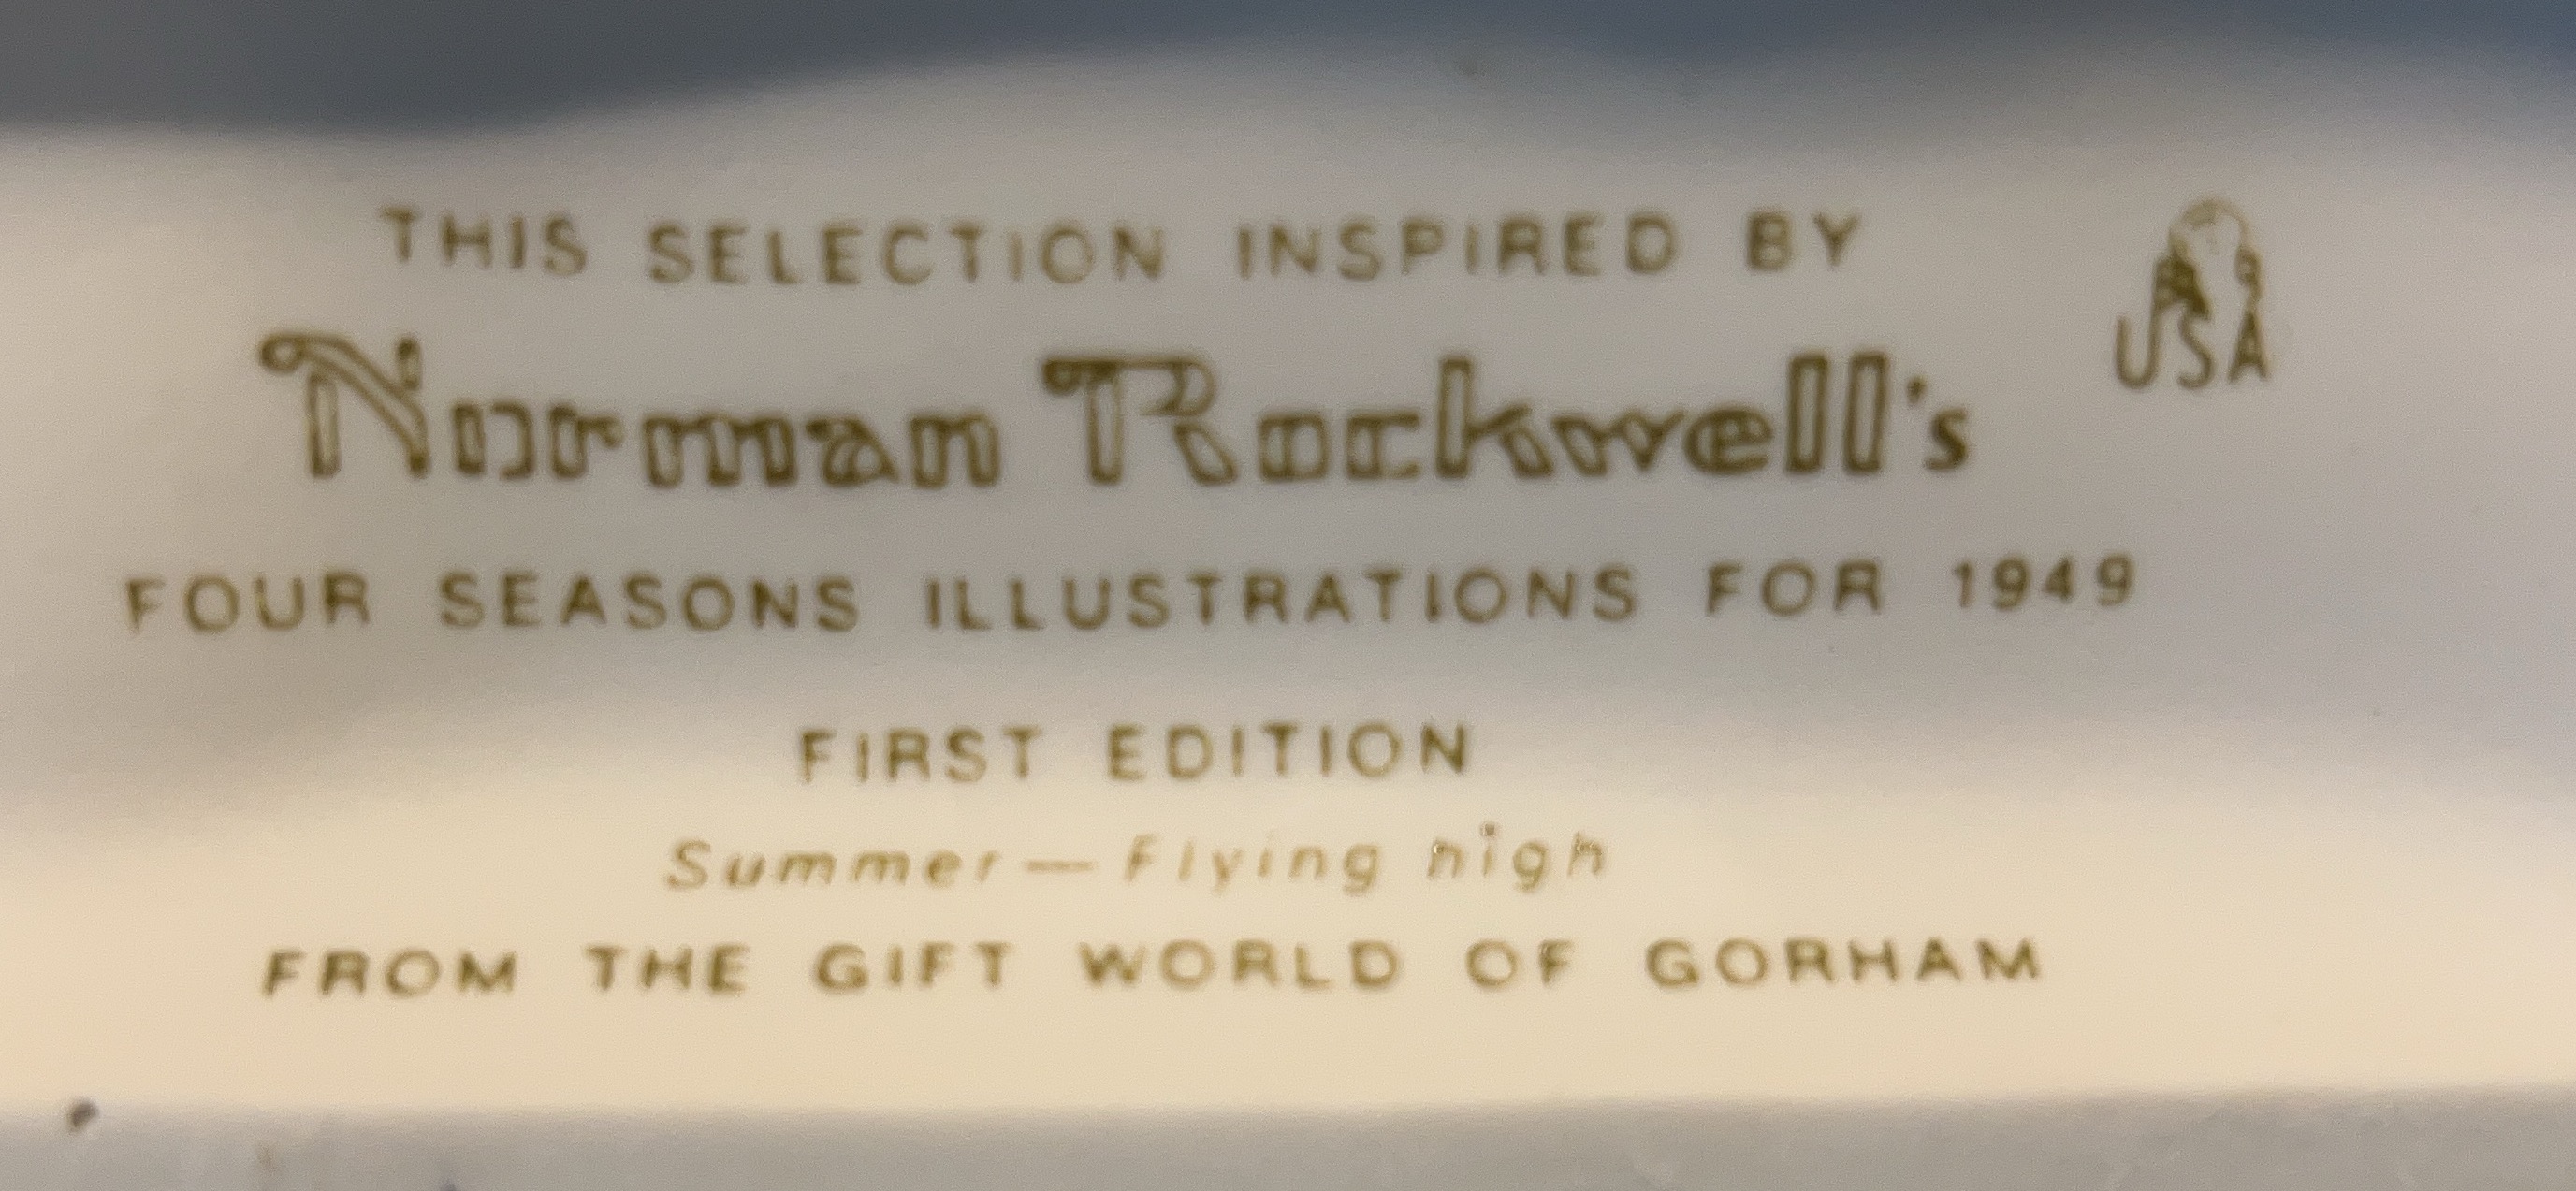 THIS SELECTION INSPIRED BY
USA
Norman Rockwell's
FOUR SEASONS ILLUSTRATIONS FOR 1949
FIRST EDITION
Summer — Flying high
FROM THE GIFT WORLD OF GORHAM